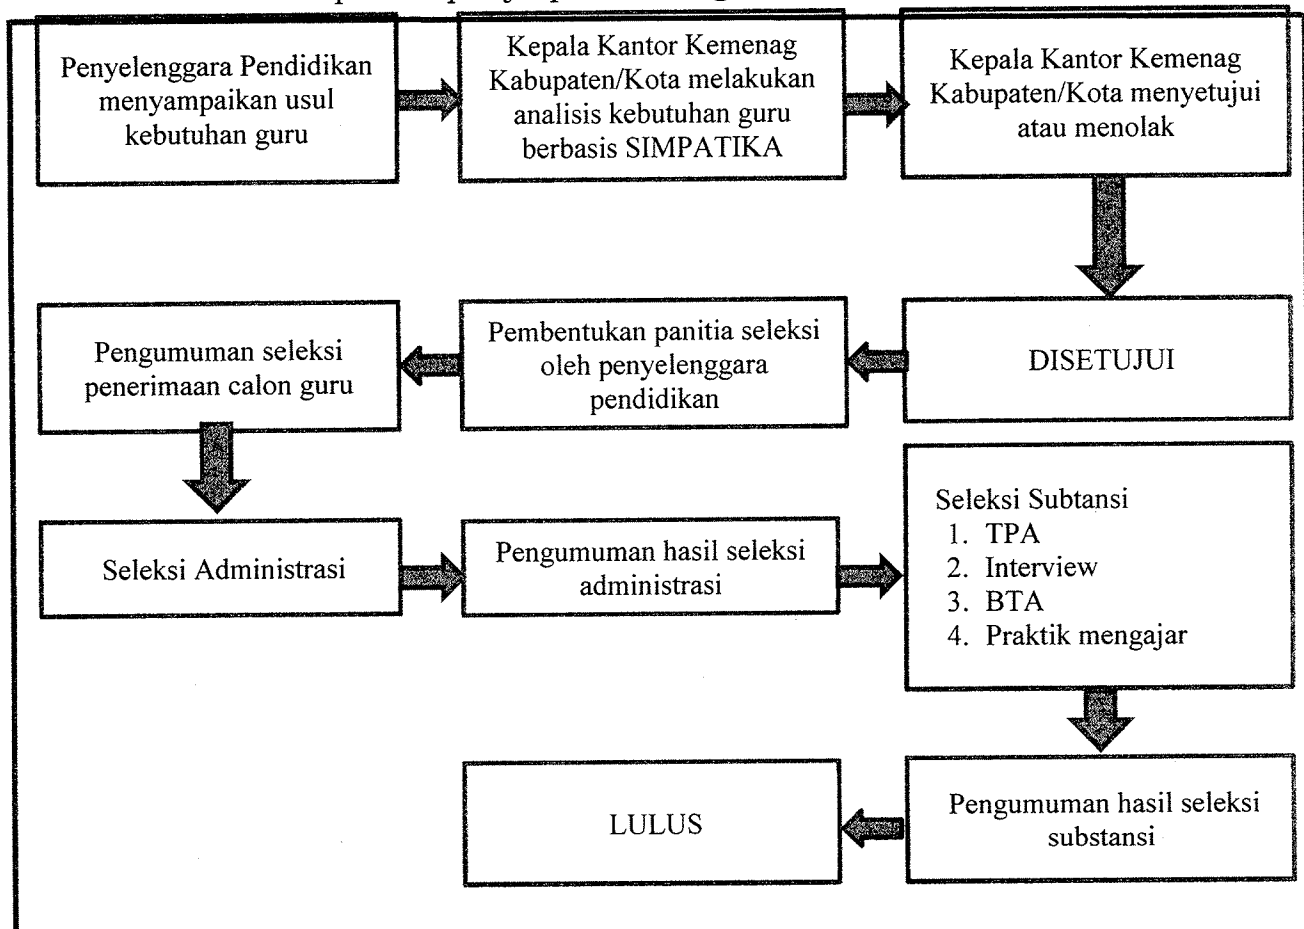 Penyelenggara Pendidikan
menyampaikan usul
kebutuhan guru
Kepala Kantor Kemenag
Kabupaten/Kota melakukan
analisis kebutuhan guru
berbasis SIMPATIKA
Kepala Kantor Kemenag
Kabupaten/Kota menyetujui
atau menolak
DISETUJUI
Pembentukan panitia seleksi
oleh penyelenggara
pendidikan
Pengumuman seleksi
penerimaan calon guru
Seleksi Administrasi
Pengumuman hasil seleksi
administrasi
Seleksi Subtansi
1. TPA
2. Interview
3. BTA
4. Praktik mengajar
Pengumuman hasil seleksi
substansi
LULUS